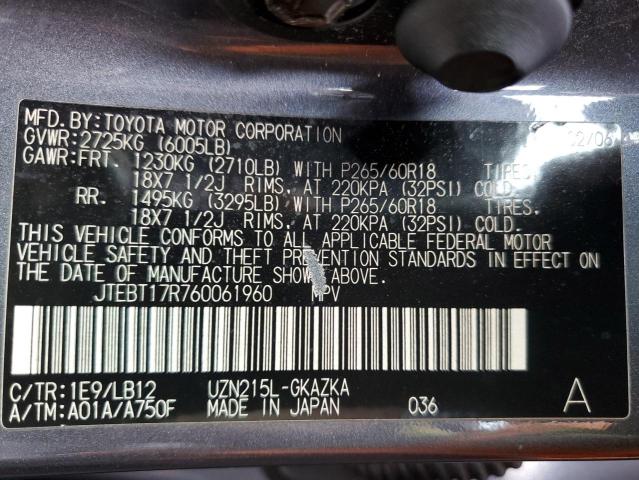 MFD. BY: TOYOTA MOTOR CORPORATION 02/06
GVWR: 2725KG (6005LB)
GAWR: FRT. 1230KG (2710LB) WITH P265/60R18 TIRES,
18X7 1/2J RIMS, AT 220KPA (32PSI) COLD.
RR. 1495KG (3295LB) WITH P265/60R18 TIRES,
18X7 1/2J RIMS, AT 220KPA (32PSI) COLD.
THIS VEHICLE CONFORMS TO ALL APPLICABLE FEDERAL MOTOR
VEHICLE SAFETY AND THEFT PREVENTION STANDARDS IN EFFECT ON
THE DATE OF MANUFACTURE SHOWN ABOVE.
JTEBT17R760061960 MPV
C/TR: 1E9/LB12 UZN215L-GKAZKA
A/TM: A01A/A750F MADE IN JAPAN 036 A